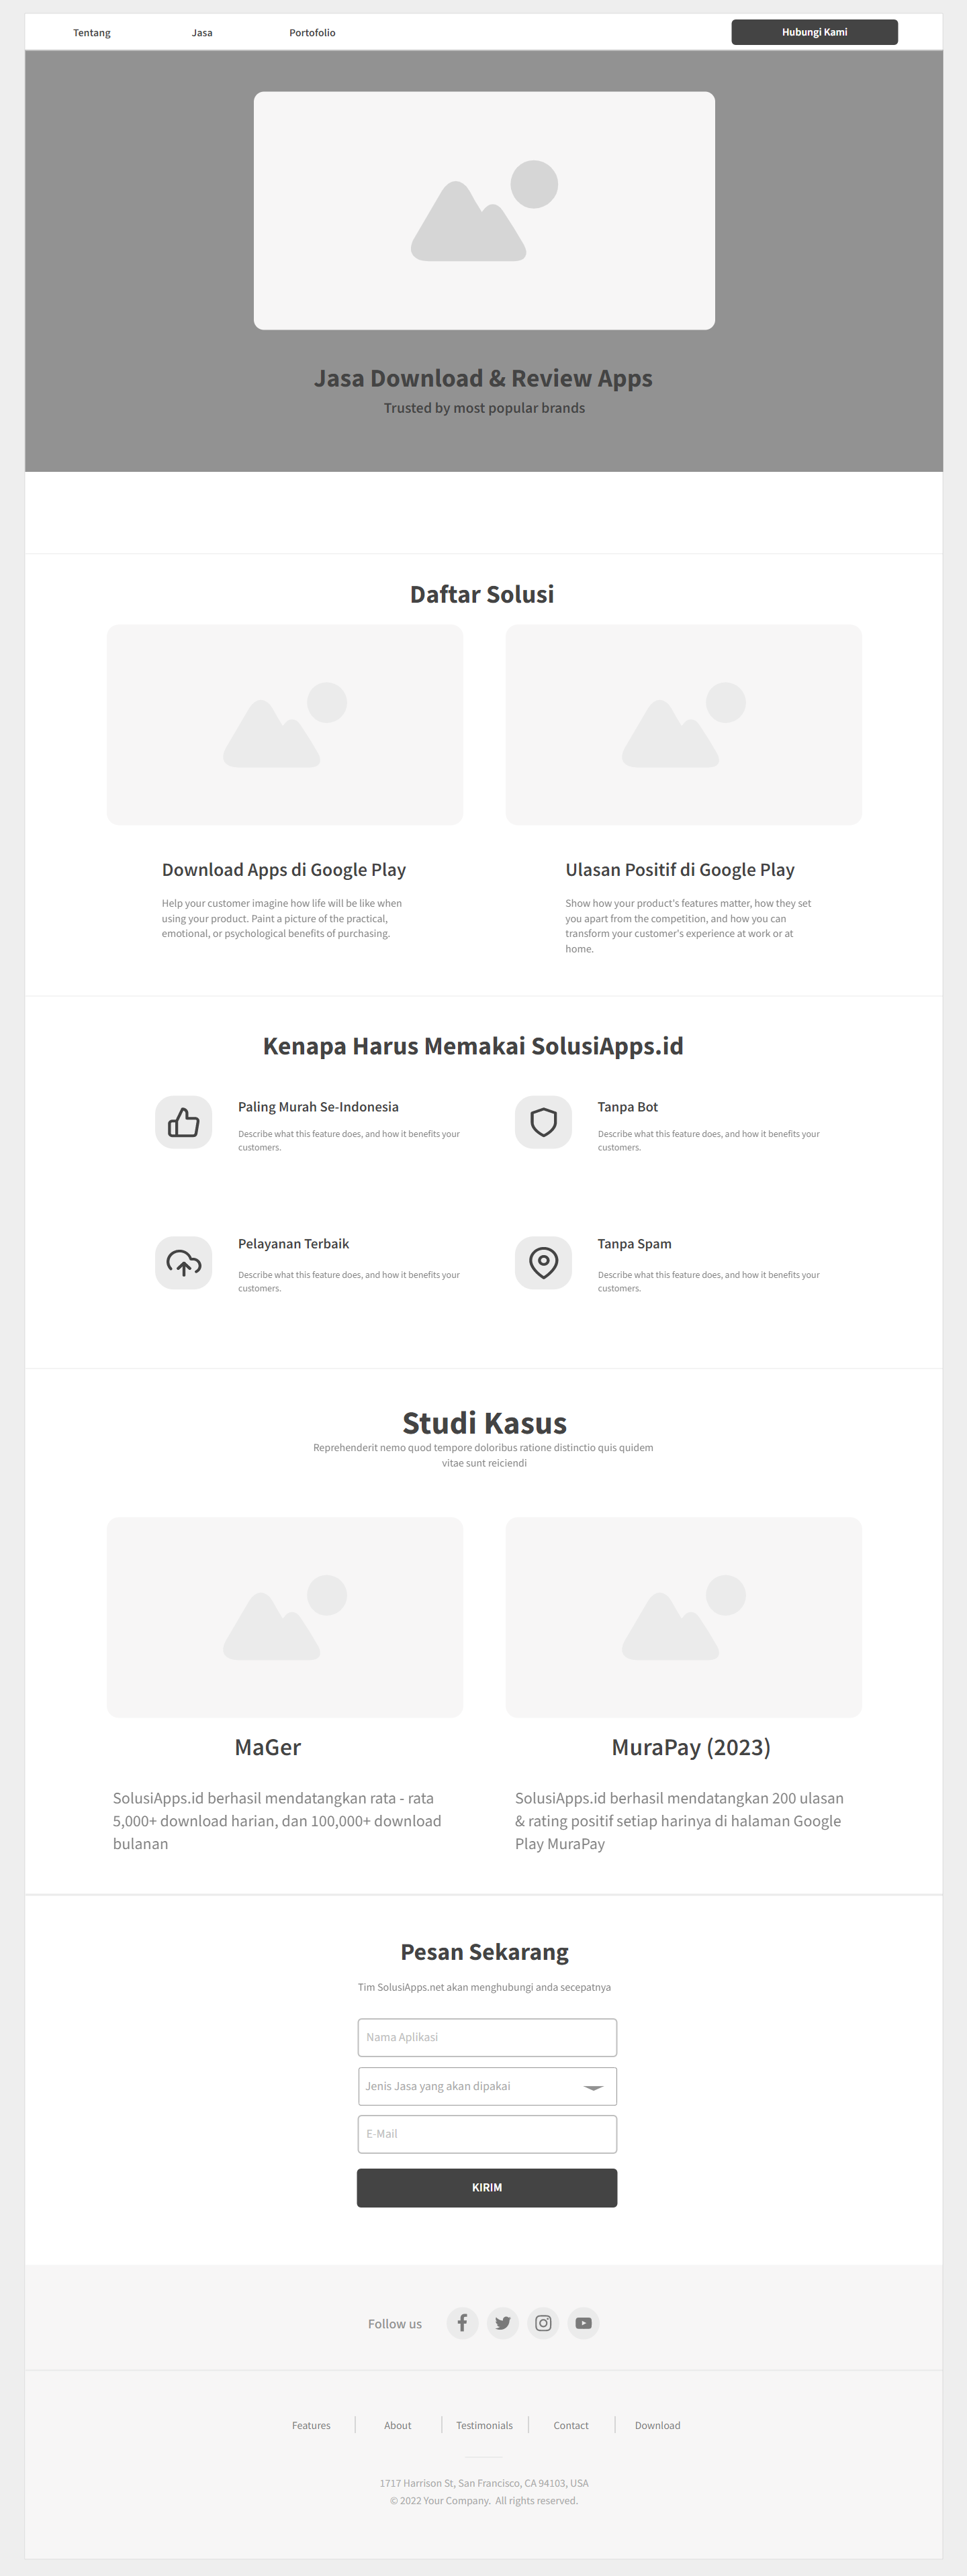 Tentang
Jasa
Portofolio
Hubungi Kami
Jasa Download & Review Apps
Trusted by most popular brands
Daftar Solusi
Download Apps di Google Play
Help your customer imagine how life will be like when
using your product. Paint a picture of the practical,
emotional, or psychological benefits of purchasing.
Ulasan Positif di Google Play
Show how your product's features matter, how they set
you apart from the competition, and how you can
transform your customer's experience at work or at
home.
Kenapa Harus Memakai SolusiApps.id
Paling Murah Se-Indonesia
Describe what this feature does, and how it benefits your
customers.
Tanpa Bot
Describe what this feature does, and how it benefits your
customers.
Pelayanan Terbaik
Describe what this feature does, and how it benefits your
customers.
Tanpa Spam
Describe what this feature does, and how it benefits your
customers.
Studi Kasus
Reprehenderit nemo quod tempore doloribus ratione distinctio quis quidem
vitae sunt reiciendi
MaGer
SolusiApps.id berhasil mendatangkan rata - rata
5,000+ download harian, dan 100,000+ download
bulanan
MuraPay (2023)
SolusiApps.id berhasil mendatangkan 200 ulasan
& rating positif setiap harinya di halaman Google
Play MuraPay
Pesan Sekarang
Tim SolusiApps.net akan menghubungi anda secepatnya
Nama Aplikasi
Jenis Jasa yang akan dipakai
E-Mail
KIRIM
Follow us
Features
About
Testimonials
Contact
Download
1717 Harrison St, San Francisco, CA 94103, USA
© 2022 Your Company. All rights reserved.